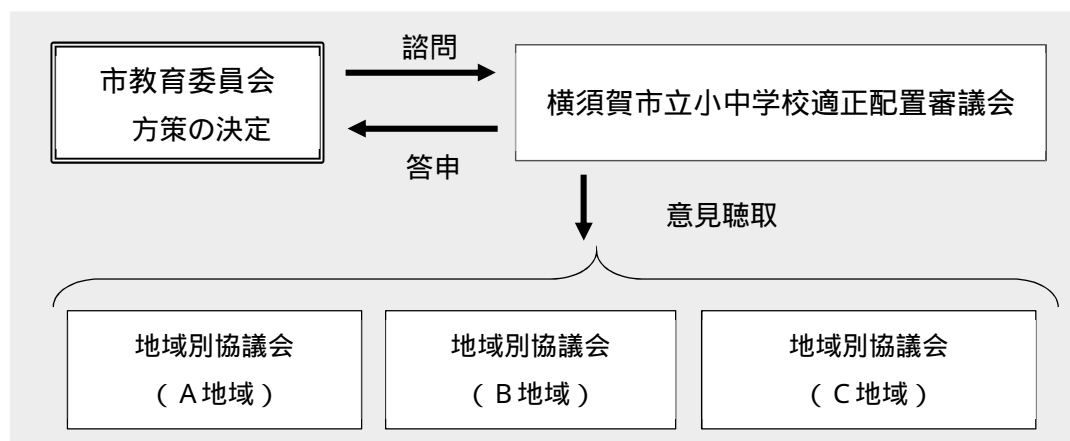 市教育委員会
方策の決定
諮問
答申
横須賀市立小中学校適正配置審議会
意見聴取
地域別協議会
（A地域）
地域別協議会
（B地域）
地域別協議会
（C地域）